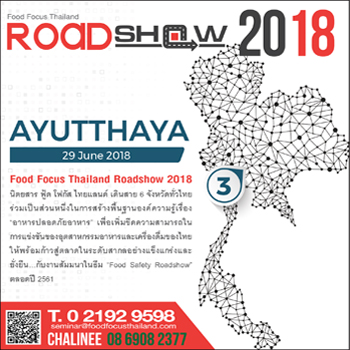 Food Focus Thailand
ROADSHOW 2018
AYUTTHAYA
29 June 2018
3
Food Focus Thailand Roadshow 2018
นิตยสาร ฟู้ด โฟกัส ไทยแลนด์ เดินสาย 6 จังหวัดทั่วไทย
ร่วมเป็นส่วนหนึ่งในการสร้างพื้นฐานองค์ความรู้เรื่อง
"อาหารปลอดภัยอาหาร" เพื่อเพิ่มขีดความสามารถใน
การแข่งขันของอุตสาหกรรมอาหารและเครื่องดื่มของไทย
ให้พร้อมก้าวสู่ตลาดในระดับสากลอย่างแข็งแกร่งและ
ยั่งยืน...กับงานสัมมนาในธีม "Food Safety Roadshow"
ตลอดปี 2561
T. 0 2192 9598
seminar@foodfocusthailand.com
CHALINEE 08 6908 2377